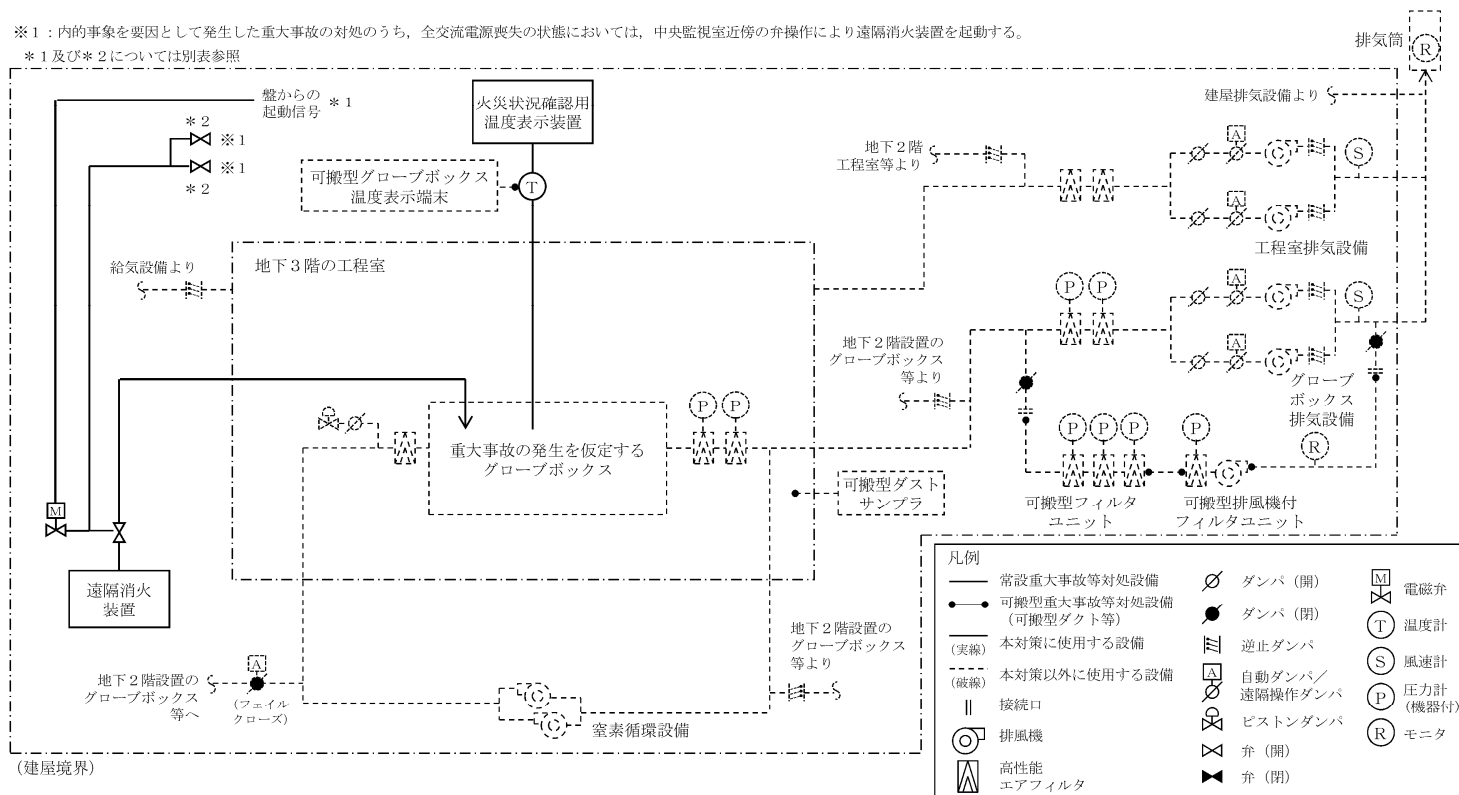 ※1：内的事象を要因として発生した重大事故の対処のうち，全交流電源喪失の状態においては，中央監視室近傍の弁操作により遠隔消火装置を起動する。
＊1及び＊2については別表参照
排気筒
R
盤からの
起動信号
＊1
＊2
※1
※1
＊2
火災状況確認用
温度表示装置
可搬型グローブボックス
温度表示端末
T
建屋排気設備より
地下2階
工程室等より
A
S
A
工程室排気設備
給気設備より
地下3階の工程室
P
P
A
S
A
地下2階設置の
グローブボックス
等より
グローブ
ボックス
排気設備
P
P
重大事故の発生を仮定する
グローブボックス
P
P
P
P
R
可搬型ダスト
サンプラ
可搬型フィルタ
ユニット
可搬型排風機付
フィルタユニット
M
遠隔消火
装置
地下2階設置の
グローブボックス
等より
A
地下2階設置の
グローブボックス
等へ
(フェイル
クローズ)
窒素循環設備
(建屋境界)
凡例
常設重大事故等対処設備
可搬型重大事故等対処設備
(可搬型ダクト等)
(実線)
本対策に使用する設備
(破線)
本対策以外に使用する設備
接続口
排風機
高性能
エアフィルタ
ダンパ（開）
ダンパ（閉）
逆止ダンパ
A
自動ダンパ／
遠隔操作ダンパ
ピストンダンパ
弁（開）
弁（閉）
M
電磁弁
T
温度計
S
風速計
P
圧力計
(機器付)
R
モニタ